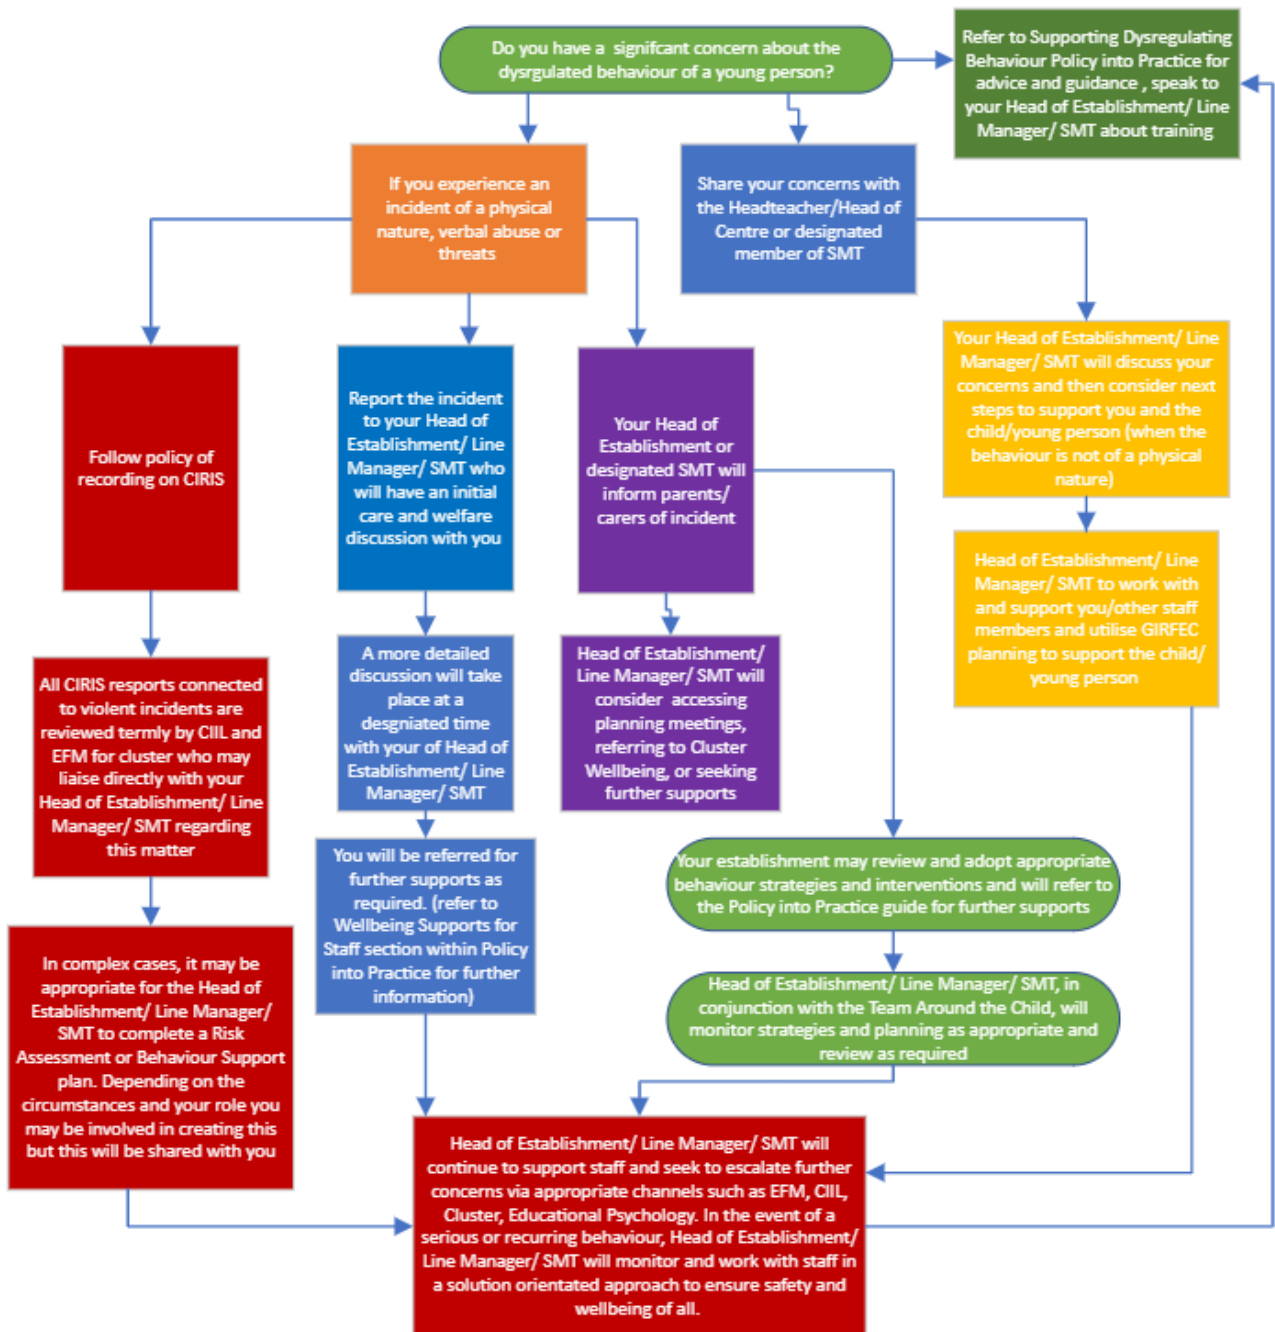 Do you have a  signifcant concern about the
dysrgulated behaviour of a young person?
Refer to Supporting Dysregulating
Behaviour Policy into Practice for
advice and guidance , speak to
your Head of Establishment/ Line
Manager/ SMT about training
If you experience an
incident of a physical
nature, verbal abuse or
threats
Share your concerns with
the Headteacher/Head of
Centre or designated
member of SMT
Follow policy of
recording on CIRIS
Report the incident
to your Head of
Establishment/ Line
Manager/ SMT who
will have an initial
care and welfare
discussion with you
Your Head of
Establishment or
designated SMT will
inform parents/
carers of incident
Your Head of Establishment/ Line
Manager/ SMT will discuss your
concerns and then consider next
steps to support you and the
child/young person (when the
behaviour is not of a physical
nature)
Head of Establishment/ Line
Manager/ SMT to work with
and support you/other staff
members and utilise GIRFEC
planning to support the child/
young person
All CIRIS resports connected
to violent incidents are
reviewed termly by CIIL and
EFM for cluster who may
liaise directly with your
Head of Establishment/ Line
Manager/ SMT regarding
this matter
A more detailed
discussion will take
place at a
desgniated time
with your of Head of
Establishment/ Line
Manager/ SMT
Head of Establishment/
Line Manager/ SMT will
consider  accessing
planning meetings,
referring to Cluster
Wellbeing, or seeking
further supports
You will be referred for
further supports as
required. (refer to
Wellbeing Supports for
Staff section within Policy
into Practice for further
information)
Your establishment may review and adopt appropriate
behaviour strategies and interventions and will refer to
the Policy into Practice guide for further supports
In complex cases, it may be
appropriate for the Head of
Establishment/ Line Manager/
SMT to complete a Risk
Assessment or Behaviour Support
plan. Depending on the
circumstances and your role you
may be involved in creating this
but this will be shared with you
Head of Establishment/ Line Manager/ SMT, in
conjunction with the Team Around the Child, will
monitor strategies and planning as appropriate and
review as required
Head of Establishment/ Line Manager/ SMT will
continue to support staff and seek to escalate further
concerns via appropriate channels such as EFM, CIIL,
Cluster, Educational Psychology. In the event of a
serious or recurring behaviour, Head of Establishment/
Line Manager/ SMT will monitor and work with staff in
a solution orientated approach to ensure safety and
wellbeing of all.